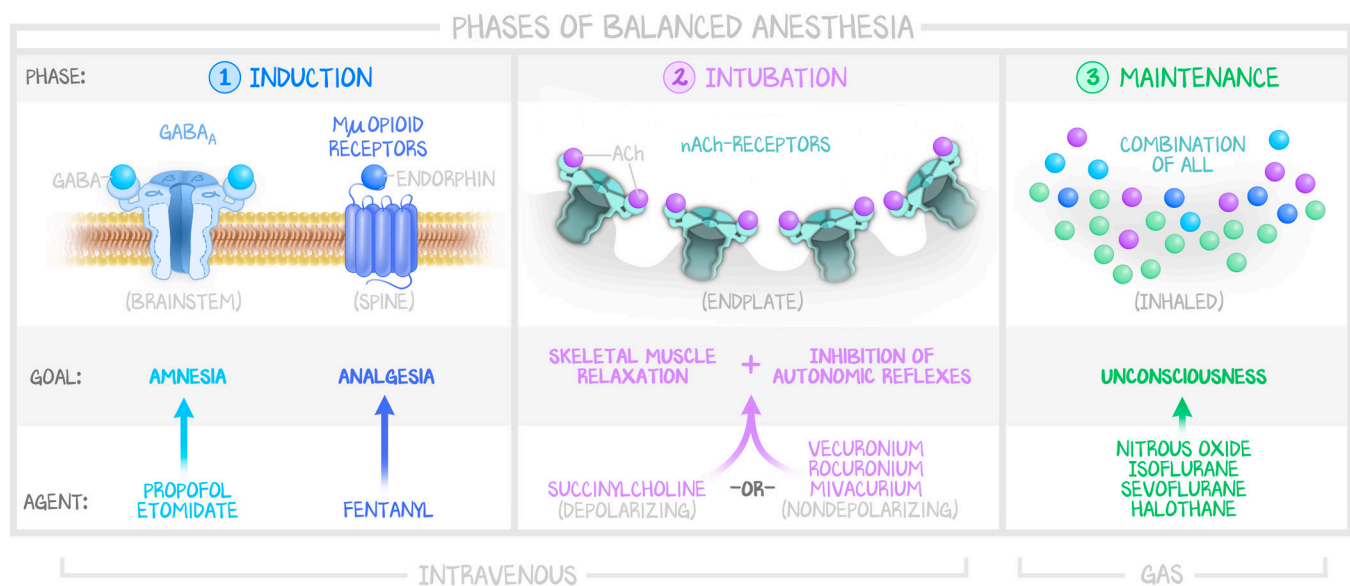 PHASES OF BALANCED ANESTHESIA
PHASE:
1 INDUCTION
2 INTUBATION
3 MAINTENANCE
GABAA
GABA
MμOPIOID
RECEPTORS
ENDORPHIN
(BRAINSTEM)
(SPINE)
ACh
nACh-RECEPTORS
(ENDPLATE)
COMBINATION
OF ALL
(INHALED)
GOAL:
AMNESIA
ANALGESIA
SKELETAL MUSCLE
RELAXATION
+
INHIBITION OF
AUTONOMIC REFLEXES
UNCONSCIOUSNESS
AGENT:
PROPOFOL
ETOMIDATE
FENTANYL
SUCCINYLCHOLINE
(DEPOLARIZING)
-OR-
VECURONIUM
ROCURONIUM
MIVACURIUM
(NONDEPOLARIZING)
NITROUS OXIDE
ISOFLURANE
SEVOFLURANE
HALOTHANE
INTRAVENOUS
GAS